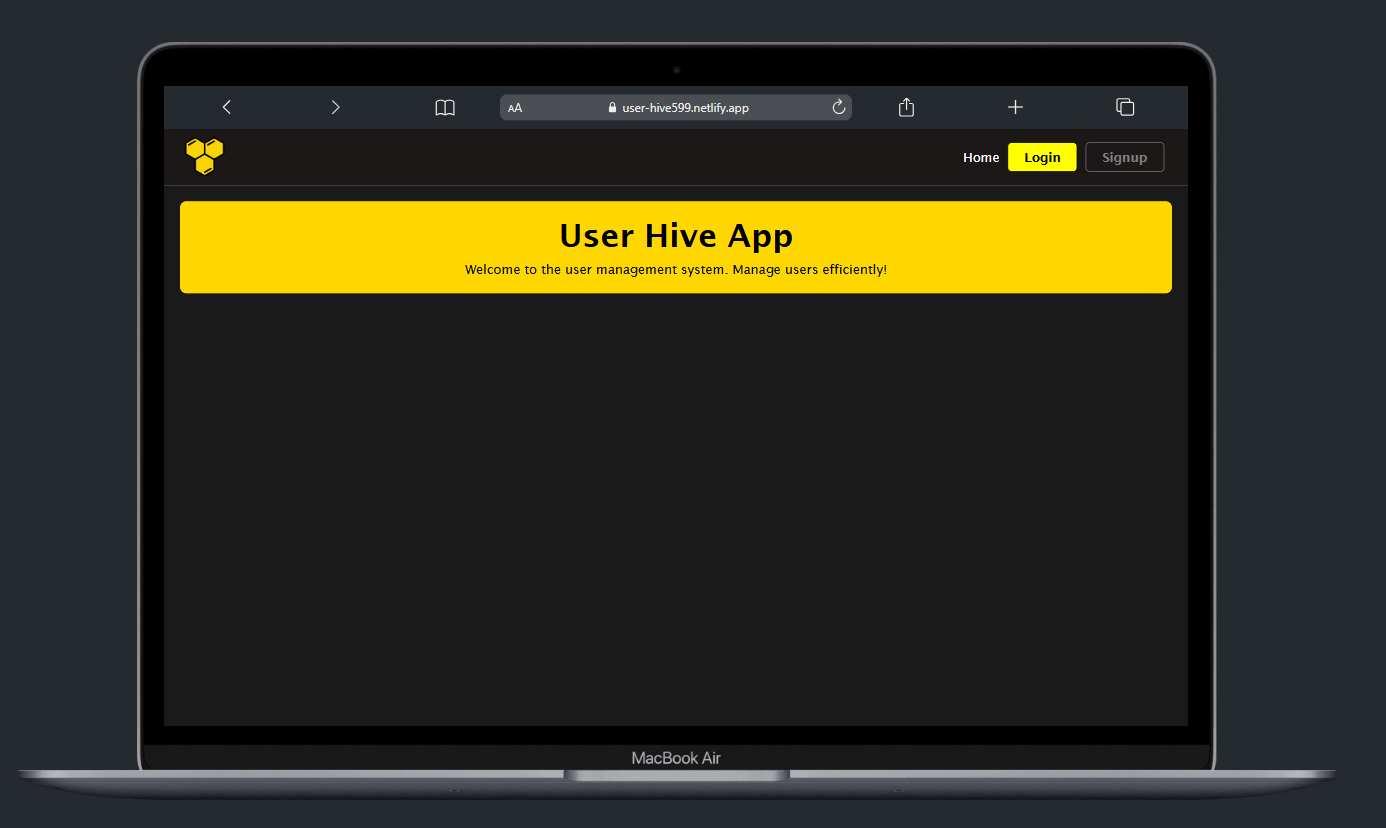 AA
user-hive599.netlify.app
Home
Login
Signup
User Hive App
Welcome to the user management system. Manage users efficiently!
MacBook Air